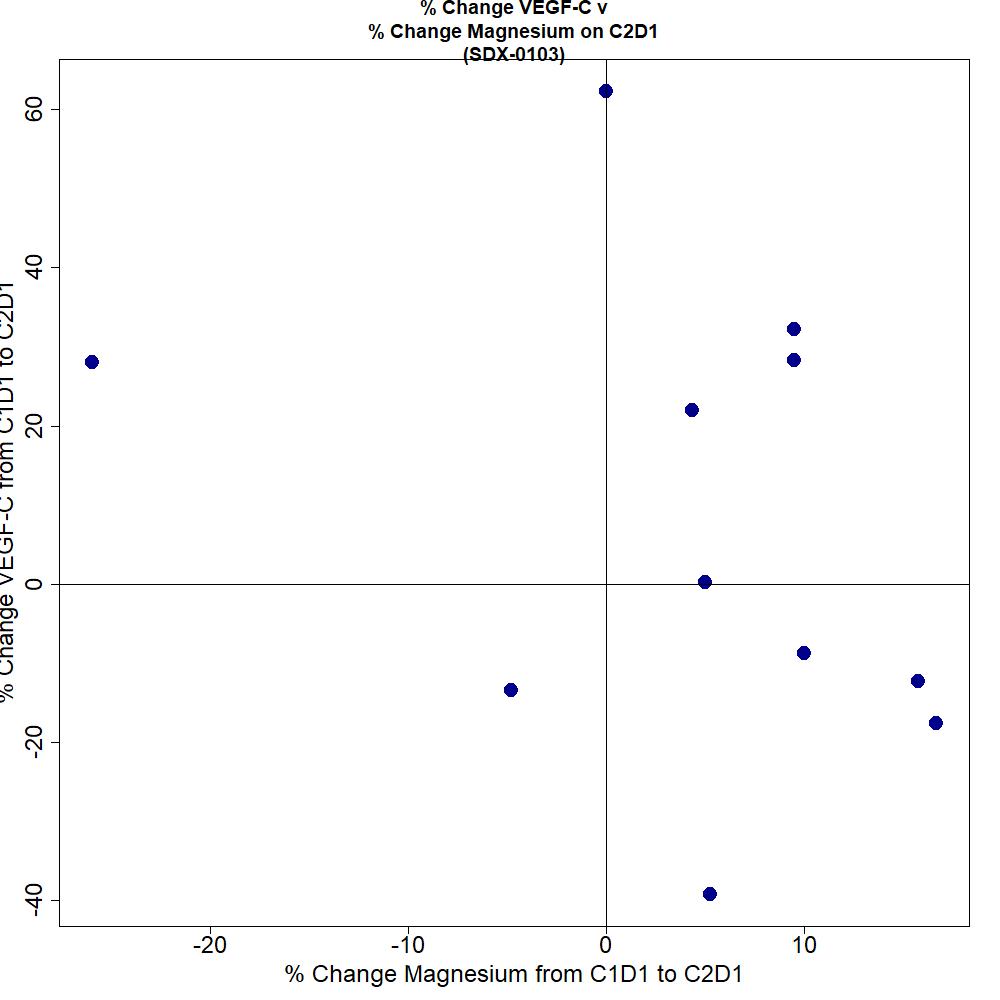 % Change VEGF-C v
% Change Magnesium on C2D1
(SDX-0103)
% Change VEGF-C from C1D1 to C2D1
60
40
20
0
-20
-40
-20
-10
0
10
% Change Magnesium from C1D1 to C2D1